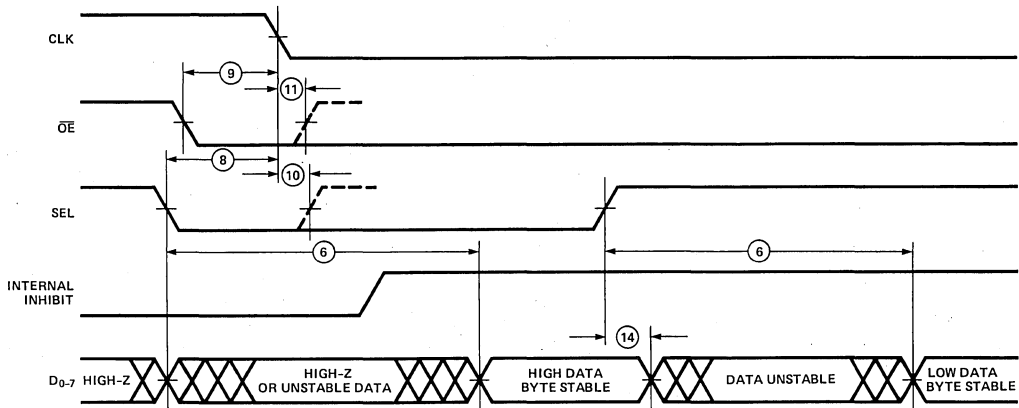 CLK
9
11
OE
8
10
SEL
6
6
INTERNAL
INHIBIT
14
D0-7 HIGH-Z
HIGH-Z
OR UNSTABLE DATA
HIGH DATA
BYTE STABLE
DATA UNSTABLE
LOW DATA
BYTE STABLE